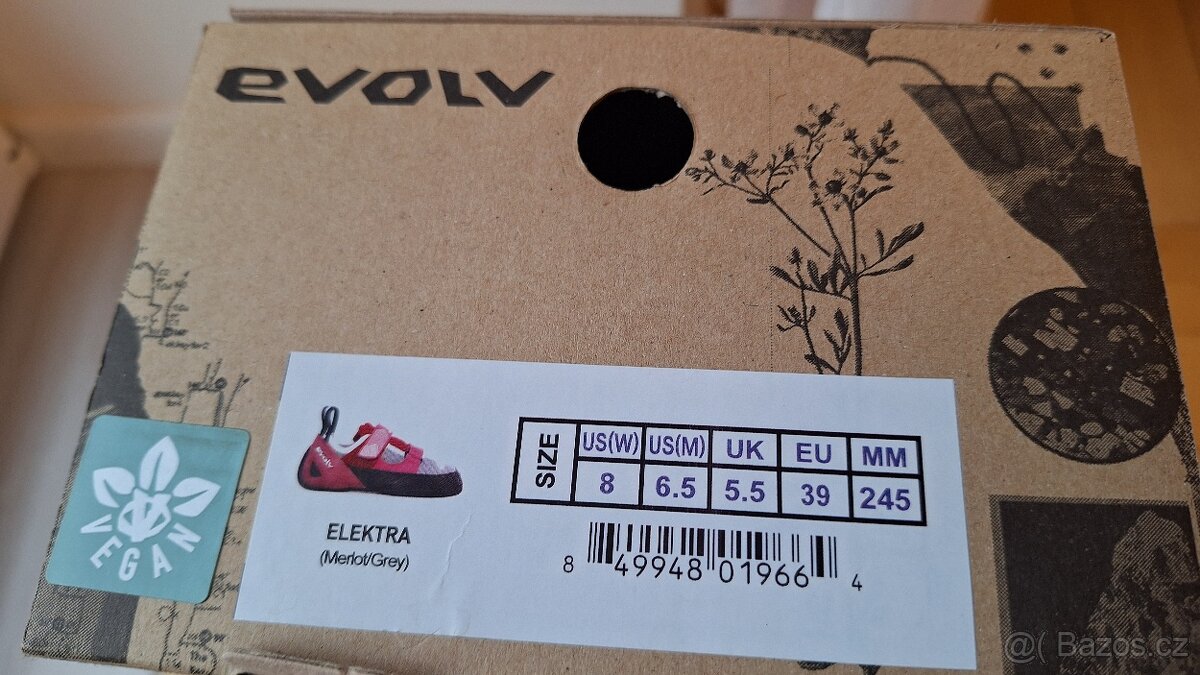 evolv
VEGAN
evolv
ELEKTRA
(Merlot/Grey)
SIZE
US(W) US(M) UK EU MM
8 6.5 5.5 39 245
8 49948 01966 4
@( Bazos.cz